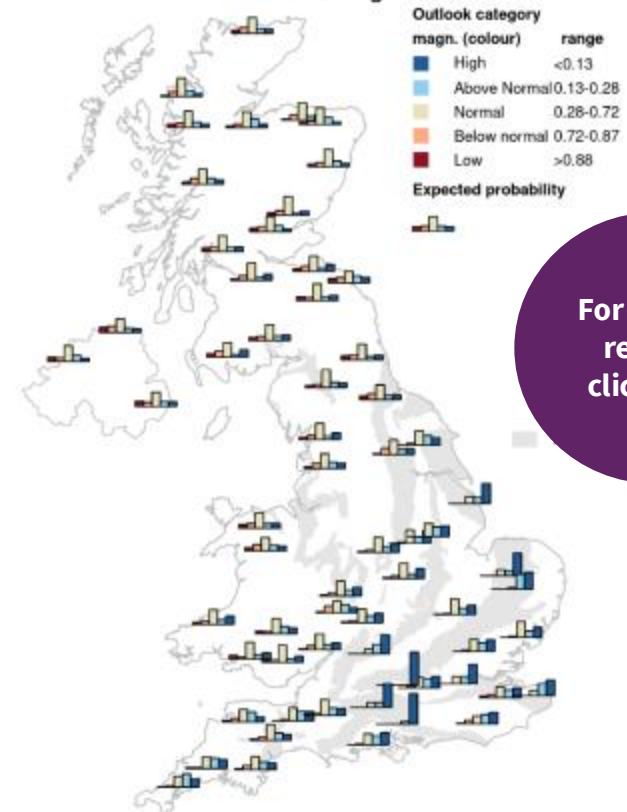 Outlook category
magn. (colour) range
High <0.13
Above Normal 0.13-0.28
Normal 0.28-0.72
Below normal 0.72-0.87
Low >0.88
Expected probability
For
re
clic